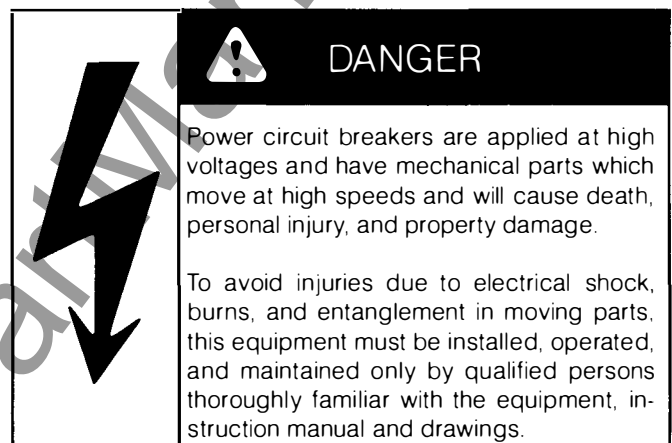 DANGER
Power circuit breakers are applied at high
voltages and have mechanical parts which
move at high speeds and will cause death,
personal injury, and property damage.
To avoid injuries due to electrical shock,
burns, and entanglement in moving parts,
this equipment must be installed, operated,
and maintained only by qualified persons
thoroughly familiar with the equipment, in-
struction manual and drawings.